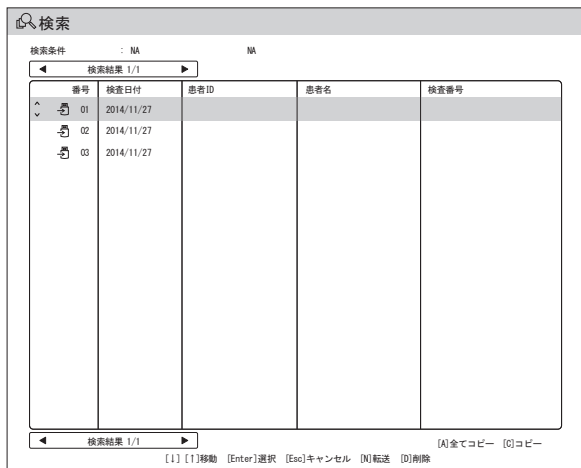 検索
検索条件 : NA NA
◀ 検索結果 1/1 ▶
番号 検査日付 患者ID 患者名 検査番号
01 2014/11/27
02 2014/11/27
03 2014/11/27
◀ 検索結果 1/1 ▶
[A]全てコピー [C]コピー
[↓][↑]移動 [Enter]選択 [Esc]キャンセル [N]転送 [D]削除